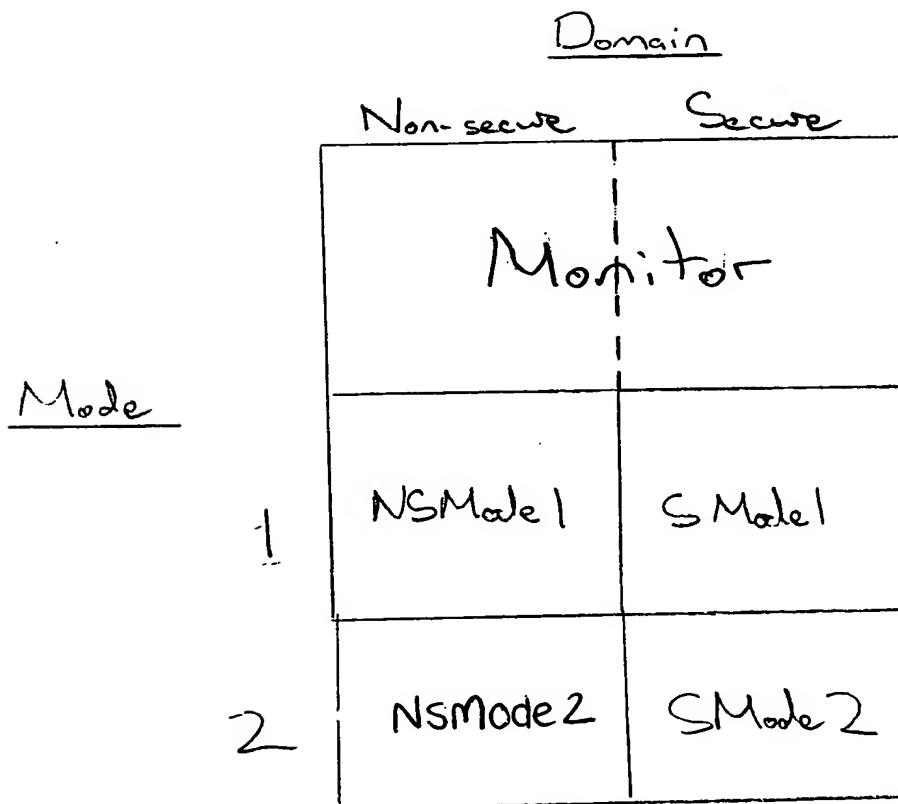 Domain
Non-secure Secure
Monitor
Mode
1 NSMode1 SMode1
2 NSMode2 SMode2